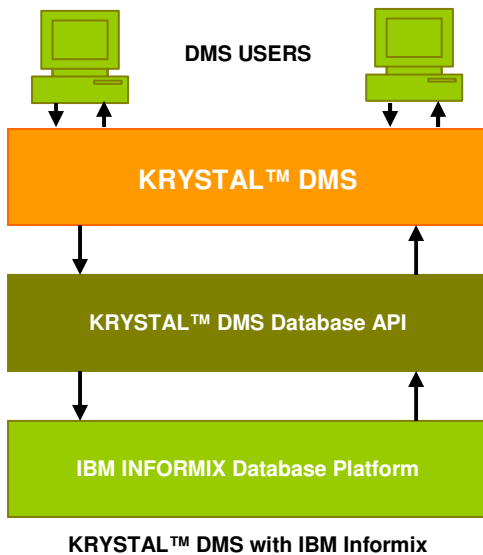 DMS USERS
KRYSTAL™ DMS
KRYSTAL™ DMS Database API
IBM INFORMIX Database Platform
KRYSTAL™ DMS with IBM Informix